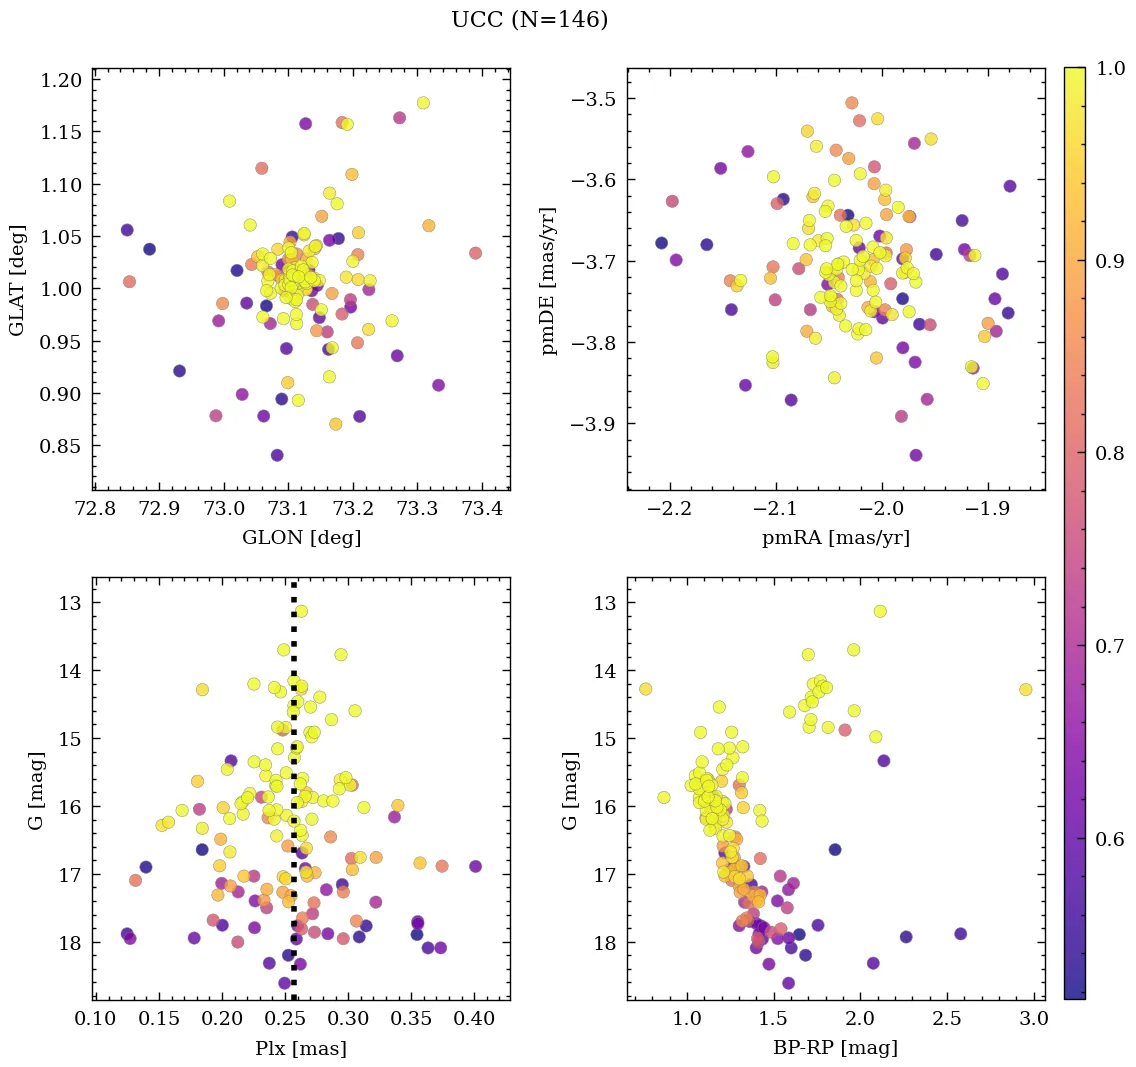 UCC (N=146)
1.20
1.15
1.10
1.05
1.00
0.95
0.90
0.85
GLAT [deg]
72.8 72.9 73.0 73.1 73.2 73.3 73.4
GLON [deg]
−3.5
−3.6
−3.7
−3.8
−3.9
pmDE [mas/yr]
−2.2 −2.1 −2.0 −1.9
pmRA [mas/yr]
13
14
15
16
17
18
G [mag]
0.10 0.15 0.20 0.25 0.30 0.35 0.40
Plx [mas]
13
14
15
16
17
18
G [mag]
1.0 1.5 2.0 2.5 3.0
BP-RP [mag]
1.0
0.9
0.8
0.7
0.6